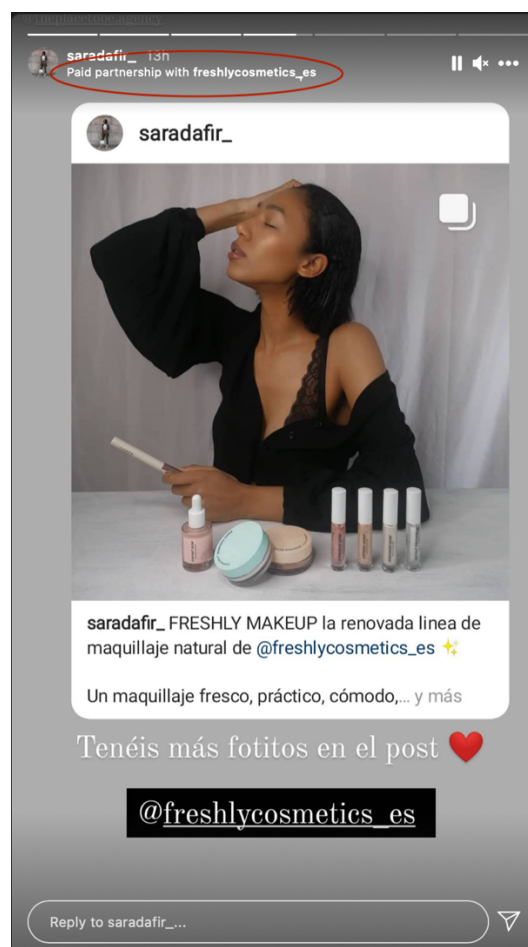 @theplacetobeagency
saradafir_ 13h
Paid partnership with freshlycosmetics_es
saradafir_
saradafir_ FRESHLY MAKEUP la renovada linea de
maquillaje natural de @freshlycosmetics_es ✨
Un maquillaje fresco, práctico, cómodo,... y más
Tenéis más fotitos en el post ❤️
@freshlycosmetics_es
Reply to saradafir_...